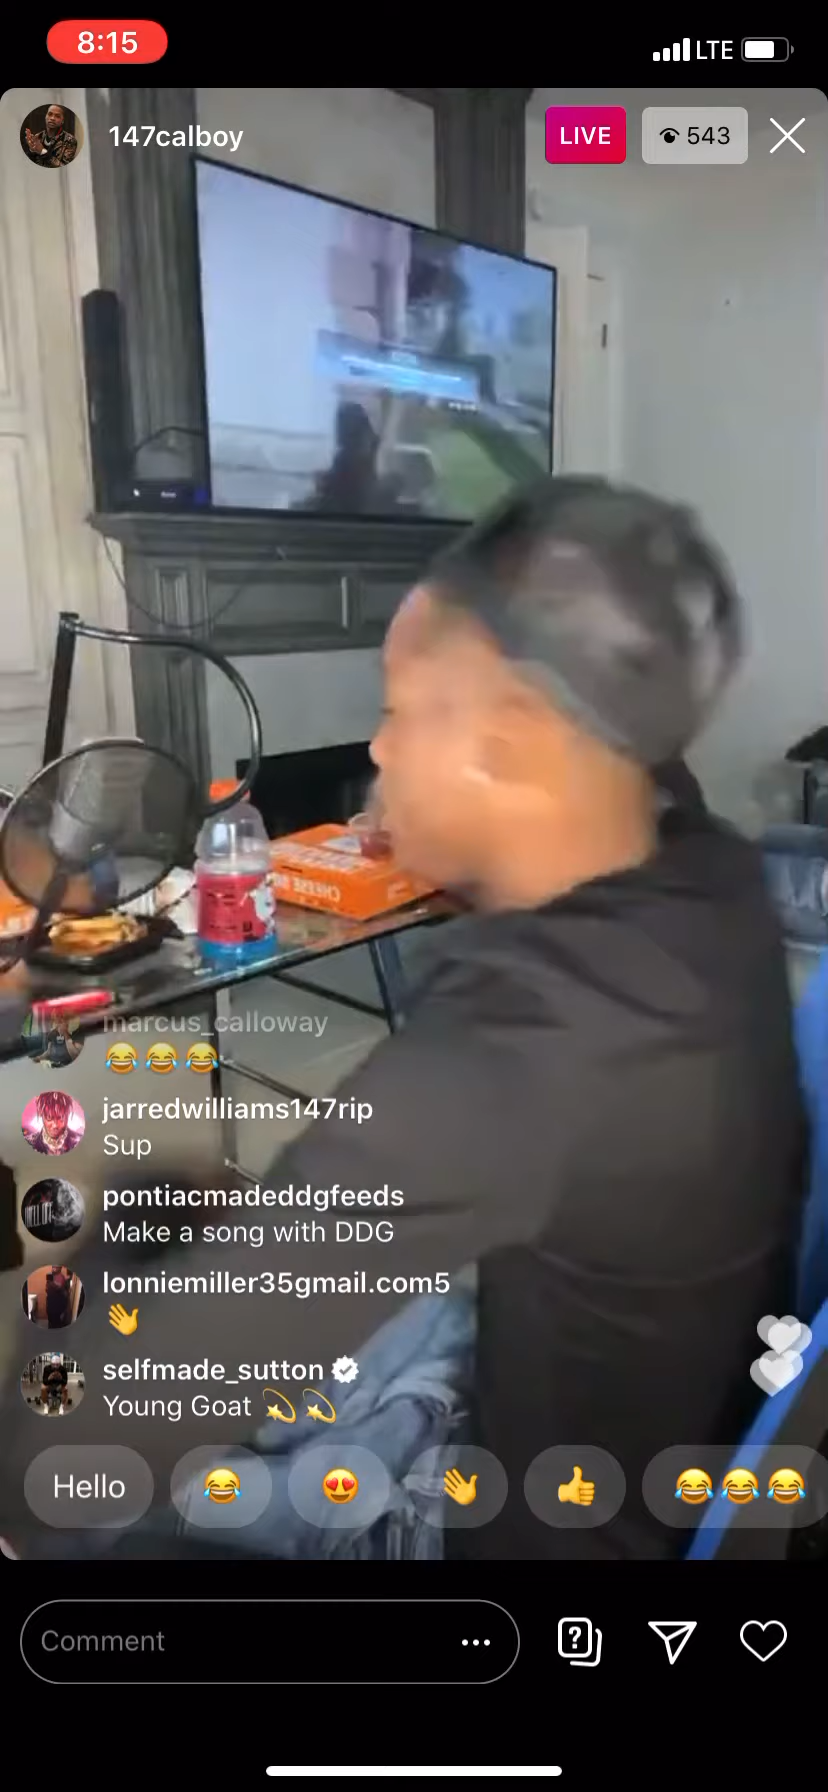 8:15
LTE
147calboy
LIVE
543
marcus_calloway
😂😂😂
jarredwilliams147rip
Sup
pontiacmadeddgfeeds
Make a song with DDG
lonniemiller35gmail.com5
👋
selfmade_sutton
Young Goat 💫💫
Hello
😂 😍 👋 👍 😂😂😂
Comment